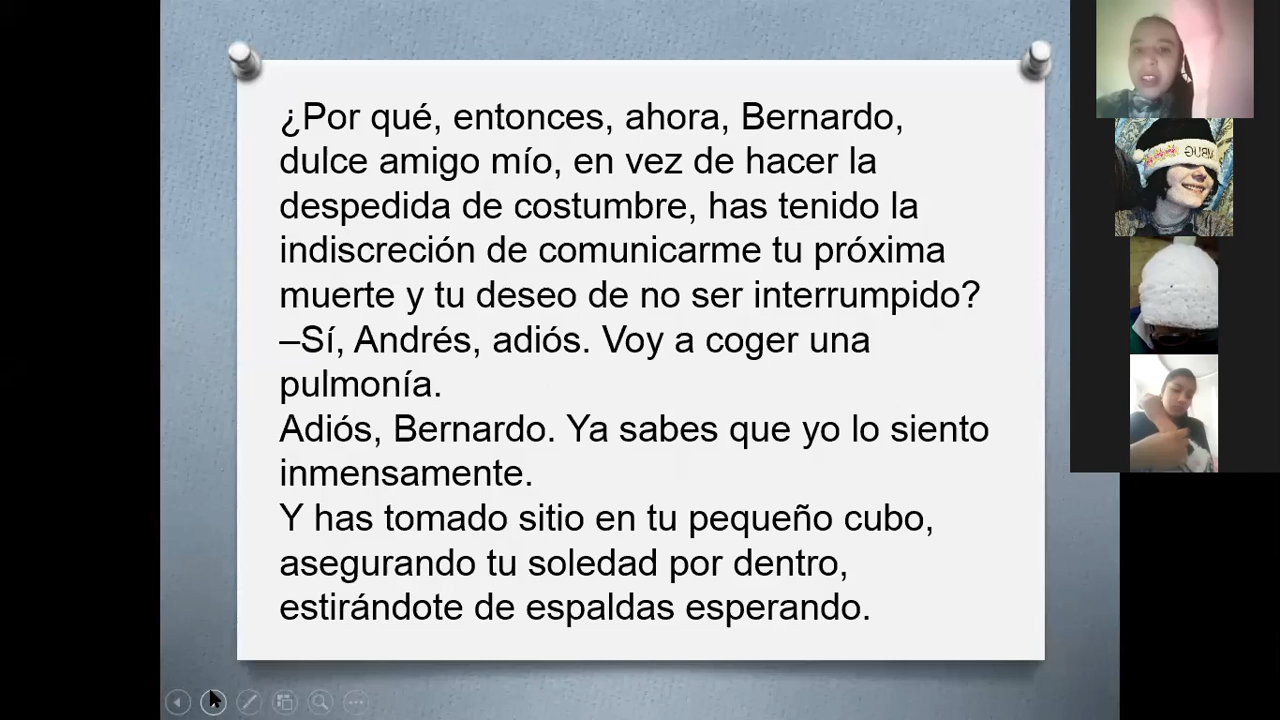 ¿Por qué, entonces, ahora, Bernardo,
dulce amigo mío, en vez de hacer la
despedida de costumbre, has tenido la
indiscreción de comunicarme tu próxima
muerte y tu deseo de no ser interrumpido?
–Sí, Andrés, adiós. Voy a coger una
pulmonía.
Adiós, Bernardo. Ya sabes que yo lo siento
inmensamente.
Y has tomado sitio en tu pequeño cubo,
asegurando tu soledad por dentro,
estirándote de espaldas esperando.